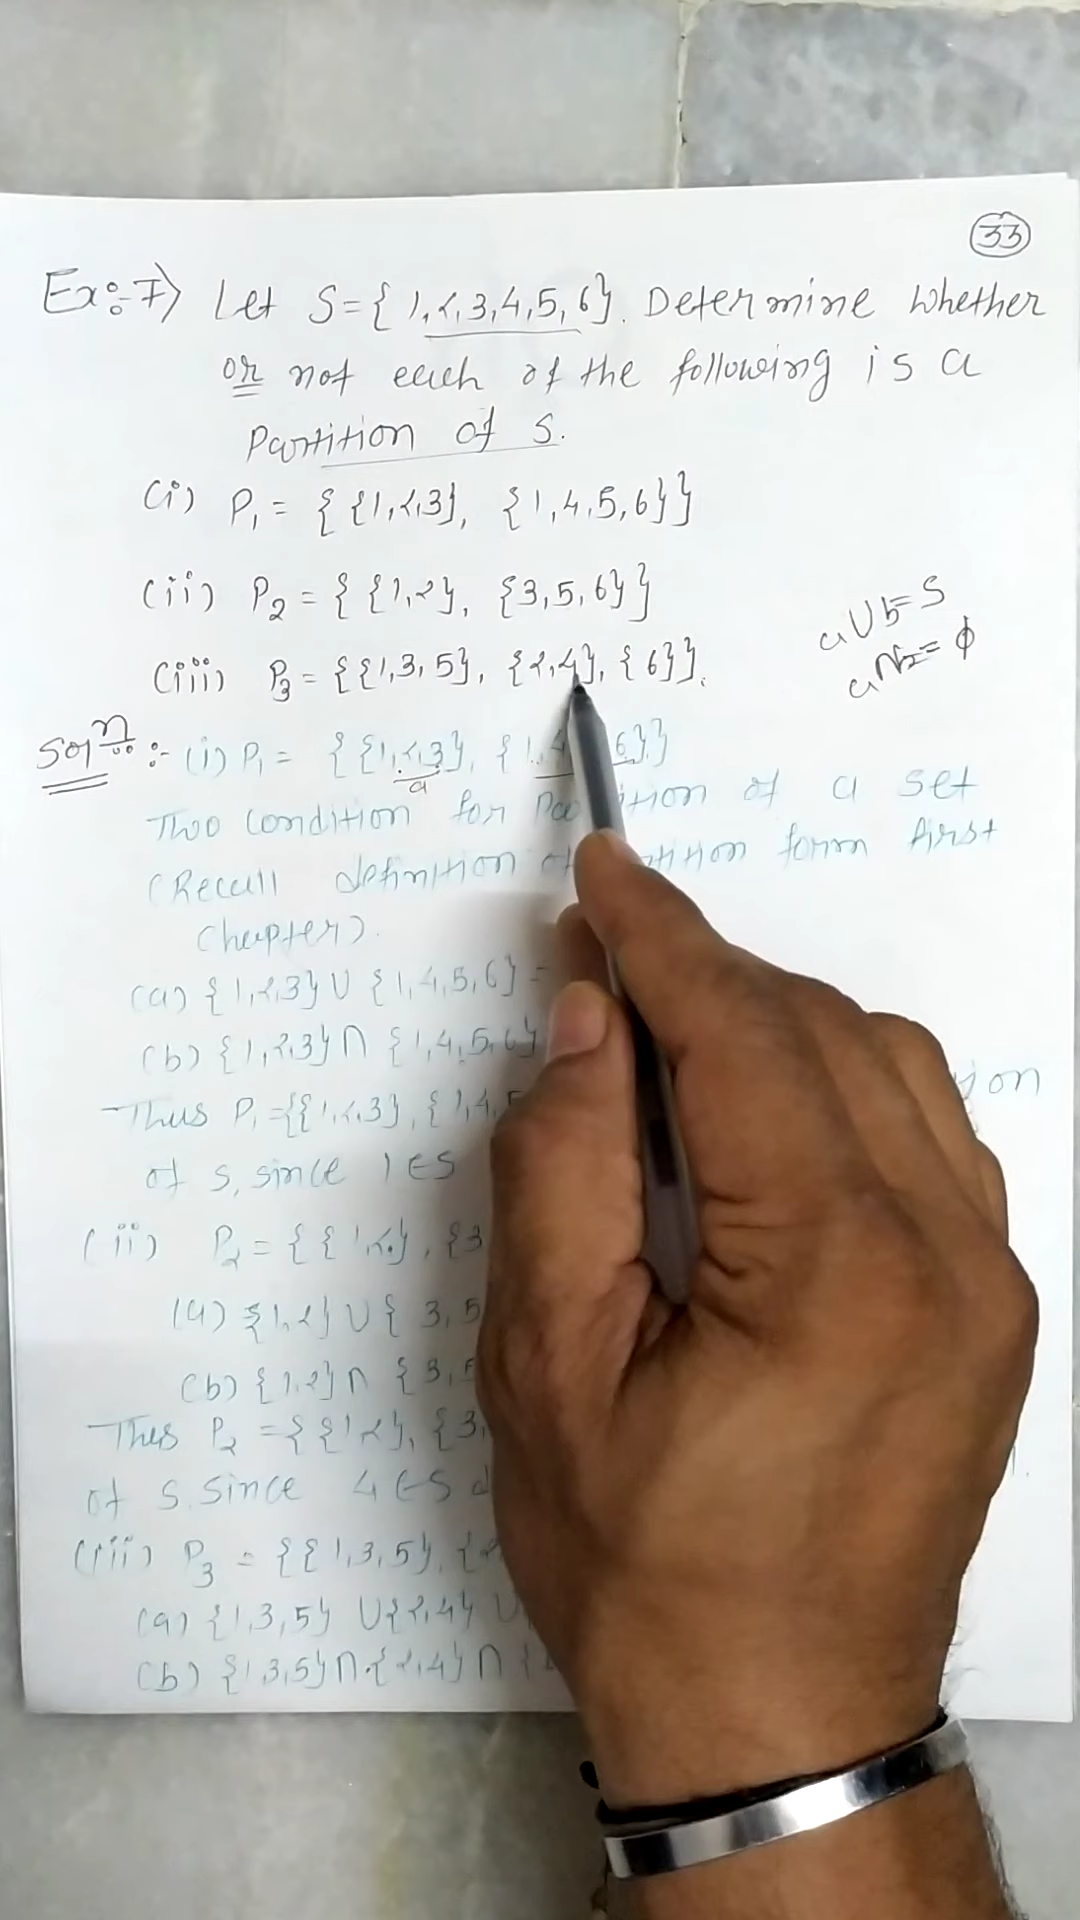 33
Ex:-7) Let S={1,2,3,4,5,6}. Determine whether
or not each of the following is a
Partition of S.
(i) P₁ = {{1,2,3}, {1,4,5,6}}
(ii) P₂ = {{1,2}, {3,5,6}}
(iii) P₃ = {{1,3,5}, {2,4}, {6}}.
a∪b=S
=ϕ
Solⁿ :- (i) P₁ = {{1,2,3}, {1,4 6}}
a
Two condition for of a set
(Recall definition form first
Chapter).
(a) {1,2,3} ∪ {1,4,5,6} =
(b) {1,2,3} ∩ {1,4,5,6}
Thus P₁={{1,2,3}, {1,4,5 ion
of S, since 1∈S
(ii) P₂ = {{1,2}, {3
(a) {1,2} ∪ {3,5
(b) {1,2} ∩ {3,5
Thus P₂ = {{1,2}, {3,
of S. since 4∈S
(iii) P₃ = {{1,3,5}, {2
(a) {1,3,5} ∪ {2,4} ∪
(b) {1,3,5} ∩ {2,4} ∩ {